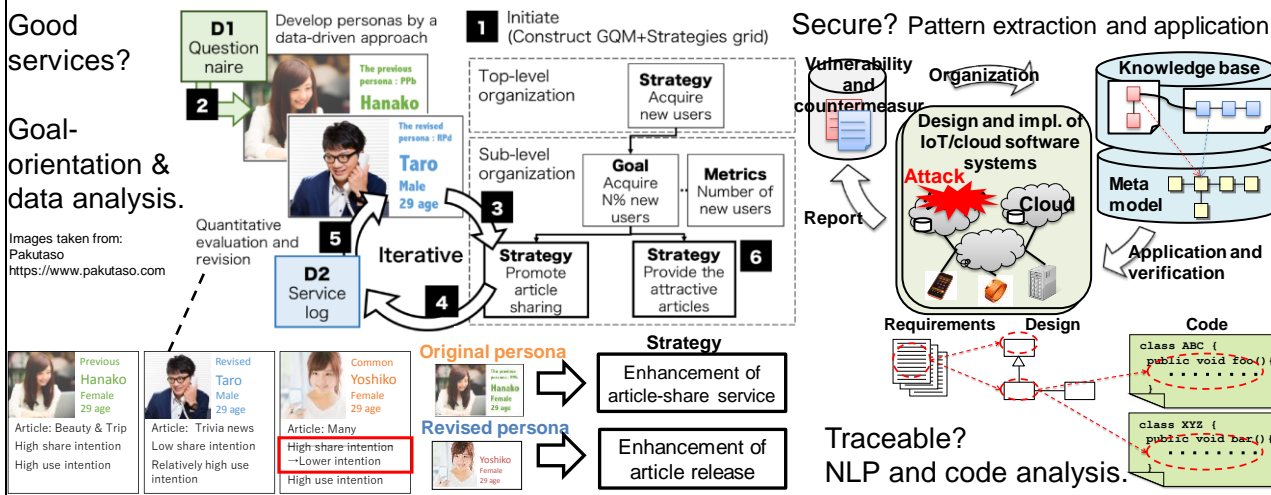 Good
services?
Goal-
orientation &
data analysis.
Images taken from:
Pakutaso
https://www.pakutaso.com
D1
Question
naire
2
Develop personas by a
data-driven approach
The previous
persona : PPb
Hanako
The revised
persona : RPd
Taro
Male
29 age
Quantitative
evaluation and
revision
5
Iterative
3
4
D2
Service
log
1
Initiate
(Construct GQM+Strategies grid)
Top-level
organization
Strategy
Acquire
new users
Sub-level
organization
Goal
Acquire
N% new
users
Metrics
Number of
new users
Strategy
Promote
article
sharing
Strategy
Provide the
attractive
articles
6
Previous
Hanako
Female
29 age
Article: Beauty & Trip
High share intention
High use intention
Revised
Taro
Male
29 age
Article: Trivia news
Low share intention
Relatively high use
intention
Common
Yoshiko
Female
29 age
Article: Many
High share intention
→Lower intention
High use intention
Original persona
The previous
persona : PPb
Hanako
Female
29 age
Revised persona
Yoshiko
Female
29 age
Strategy
Enhancement of
article-share service
Enhancement of
article release
Secure? Pattern extraction and application
Vulnerability
and
countermeasur
Organization
Knowledge base
Design and impl. of
IoT/cloud software
systems
Attack
Cloud
Meta
model
Report
Application and
verification
Requirements
Design
Code
class ABC {
public void foo(){
}
class XYZ {
public void bar(){
}
Traceable?
NLP and code analysis.